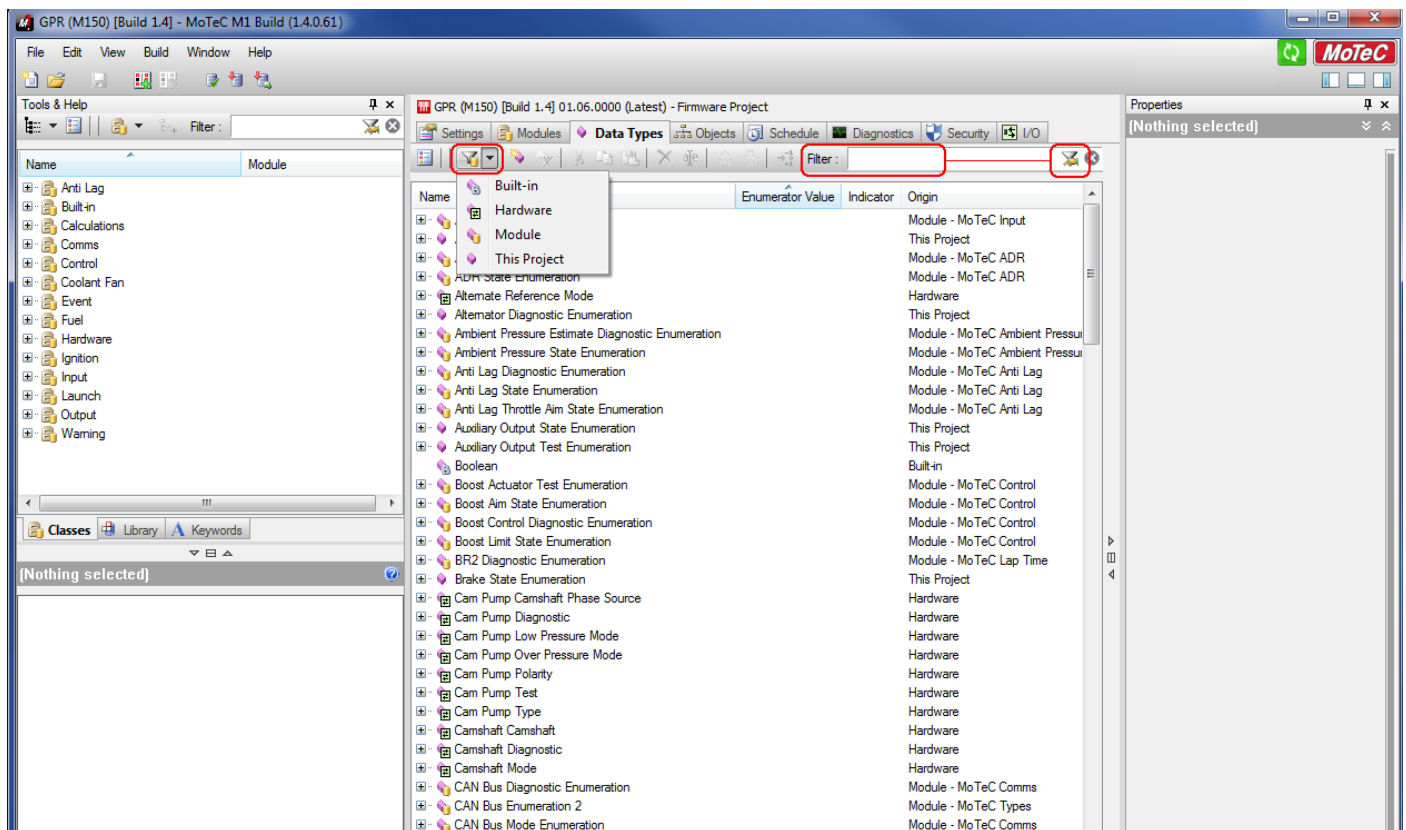 GPR (M150) [Build 1.4] - MoTeC M1 Build (1.4.0.61)
File Edit View Build Window Help
MoTeC
Tools & Help
Filter :
Name Module
Anti Lag
Built-in
Calculations
Comms
Control
Coolant Fan
Event
Fuel
Hardware
Ignition
Input
Launch
Output
Warning
Classes Library Keywords
[Nothing selected]
GPR (M150) [Build 1.4] 01.06.0000 (Latest) - Firmware Project
Settings Modules Data Types Objects Schedule Diagnostics Security I/O
Filter :
Built-in
Hardware
Module
This Project
Name Enumerator Value Indicator Origin
Module - MoTeC Input
This Project
Module - MoTeC ADR
ADR State Enumeration Module - MoTeC ADR
Alternate Reference Mode Hardware
Alternator Diagnostic Enumeration This Project
Ambient Pressure Estimate Diagnostic Enumeration Module - MoTeC Ambient Pressu
Ambient Pressure State Enumeration Module - MoTeC Ambient Pressu
Anti Lag Diagnostic Enumeration Module - MoTeC Anti Lag
Anti Lag State Enumeration Module - MoTeC Anti Lag
Anti Lag Throttle Aim State Enumeration Module - MoTeC Anti Lag
Auxiliary Output State Enumeration This Project
Auxiliary Output Test Enumeration This Project
Boolean Built-in
Boost Actuator Test Enumeration Module - MoTeC Control
Boost Aim State Enumeration Module - MoTeC Control
Boost Control Diagnostic Enumeration Module - MoTeC Control
Boost Limit State Enumeration Module - MoTeC Control
BR2 Diagnostic Enumeration Module - MoTeC Lap Time
Brake State Enumeration This Project
Cam Pump Camshaft Phase Source Hardware
Cam Pump Diagnostic Hardware
Cam Pump Low Pressure Mode Hardware
Cam Pump Over Pressure Mode Hardware
Cam Pump Polarity Hardware
Cam Pump Test Hardware
Cam Pump Type Hardware
Camshaft Camshaft Hardware
Camshaft Diagnostic Hardware
Camshaft Mode Hardware
CAN Bus Diagnostic Enumeration Module - MoTeC Comms
CAN Bus Enumeration 2 Module - MoTeC Types
CAN Bus Mode Enumeration Module - MoTeC Comms
Properties
[Nothing selected]